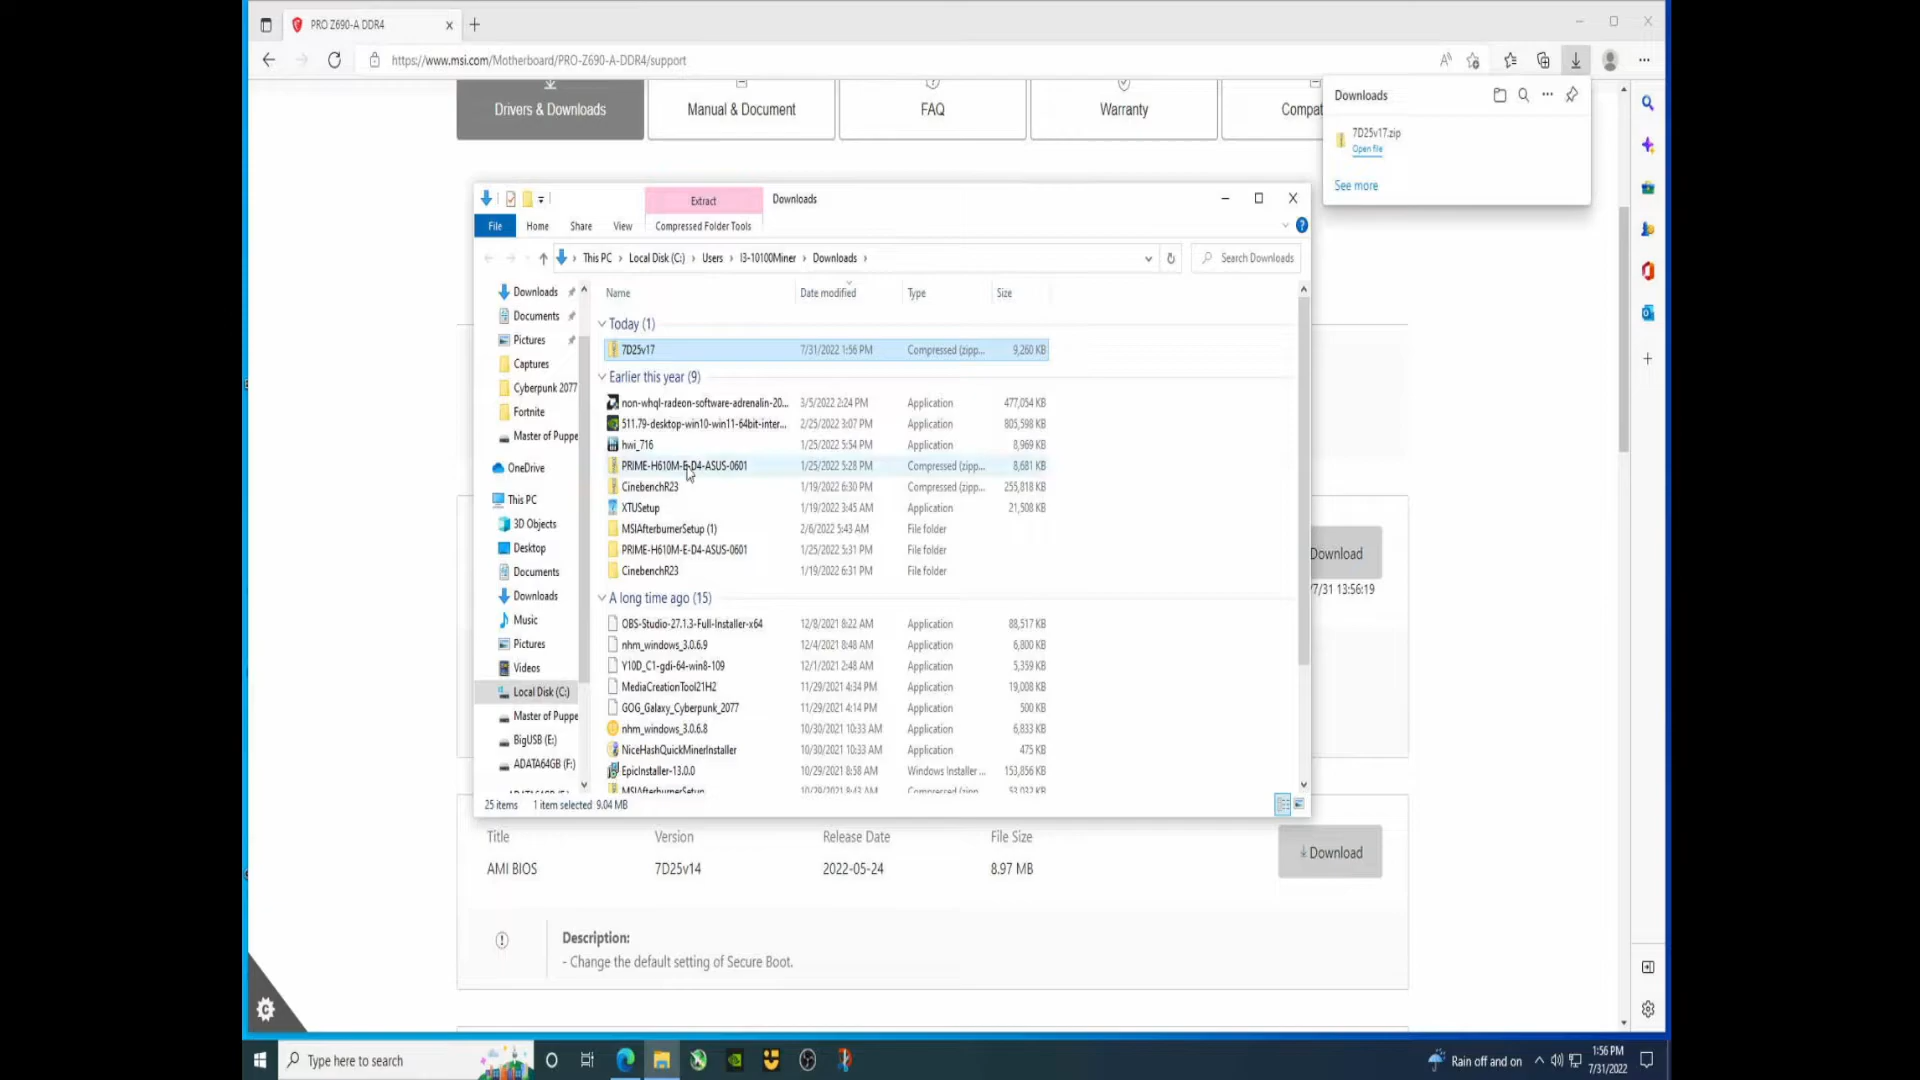 PRO Z690-A DDR4
https://www.msi.com/Motherboard/PRO-Z690-A-DDR4/support
Drivers & Downloads
Manual & Document
FAQ
Warranty
Compat
Downloads
7D25v17.zip
Open file
See more
Extract
Downloads
File
Home
Share
View
Compressed Folder Tools
This PC
Local Disk (C:)
Users
I3-10100Miner
Downloads
Search Downloads
Downloads
Documents
Pictures
Captures
Cyberpunk 2077
Fortnite
Master of Puppe
OneDrive
This PC
3D Objects
Desktop
Documents
Downloads
Music
Pictures
Videos
Local Disk (C:)
Master of Puppe
BigUSB (E:)
ADATA64GB (F:)
Name Date modified Type Size
Today (1)
7D25v17 7/31/2022 1:56 PM Compressed (zipp... 9,260 KB
Earlier this year (9)
non-whql-radeon-software-adrenalin-20... 3/5/2022 2:24 PM Application 477,054 KB
511.79-desktop-win10-win11-64bit-inter... 2/25/2022 3:07 PM Application 805,598 KB
hwi_716 1/25/2022 5:54 PM Application 8,969 KB
PRIME-H610M-E-D4-ASUS-0601 1/25/2022 5:28 PM Compressed (zipp... 8,681 KB
CinebenchR23 1/19/2022 6:30 PM Compressed (zipp... 255,818 KB
XTUSetup 1/19/2022 3:45 AM Application 21,508 KB
MSIAfterburnerSetup (1) 2/6/2022 5:43 AM File folder
PRIME-H610M-E-D4-ASUS-0601 1/25/2022 5:31 PM File folder
CinebenchR23 1/19/2022 6:31 PM File folder
A long time ago (15)
OBS-Studio-27.1.3-Full-Installer-x64 12/8/2021 8:22 AM Application 88,517 KB
nhm_windows_3.0.6.9 12/4/2021 8:48 AM Application 6,800 KB
Y10D_C1-gdi-64-win8-109 12/1/2021 2:48 AM Application 5,359 KB
MediaCreationTool21H2 11/29/2021 4:34 PM Application 19,008 KB
GOG_Galaxy_Cyberpunk_2077 11/29/2021 4:14 PM Application 500 KB
nhm_windows_3.0.6.8 10/30/2021 10:33 AM Application 6,833 KB
NiceHashQuickMinerInstaller 10/30/2021 10:33 AM Application 475 KB
EpicInstaller-13.0.0 10/29/2021 8:58 AM Windows Installer ... 153,856 KB
MSIAfterburnerSetup 10/29/2021 8:43 AM Compressed (zipp 53,032 KB
25 items 1 item selected 9.04 MB
Download
/7/31 13:56:19
Title Version Release Date File Size
AMI BIOS 7D25v14 2022-05-24 8.97 MB
Download
Description:
- Change the default setting of Secure Boot.
Type here to search
Rain off and on
1:56 PM
7/31/2022